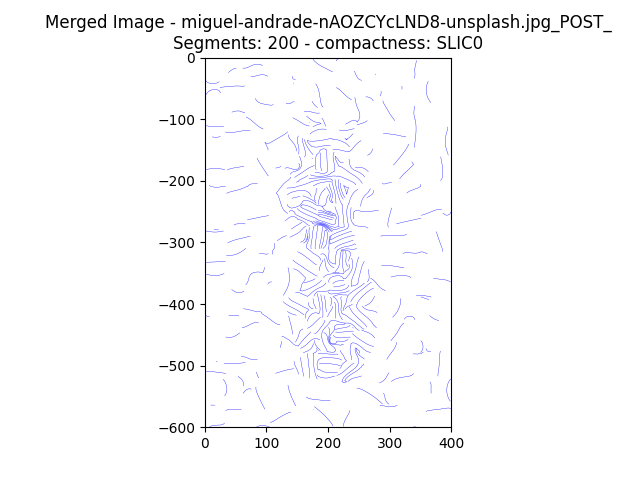 Merged Image - miguel-andrade-nAOZCYcLND8-unsplash.jpg_POST_
Segments: 200 - compactness: SLIC0
0
−100
−200
−300
−400
−500
−600
0 100 200 300 400